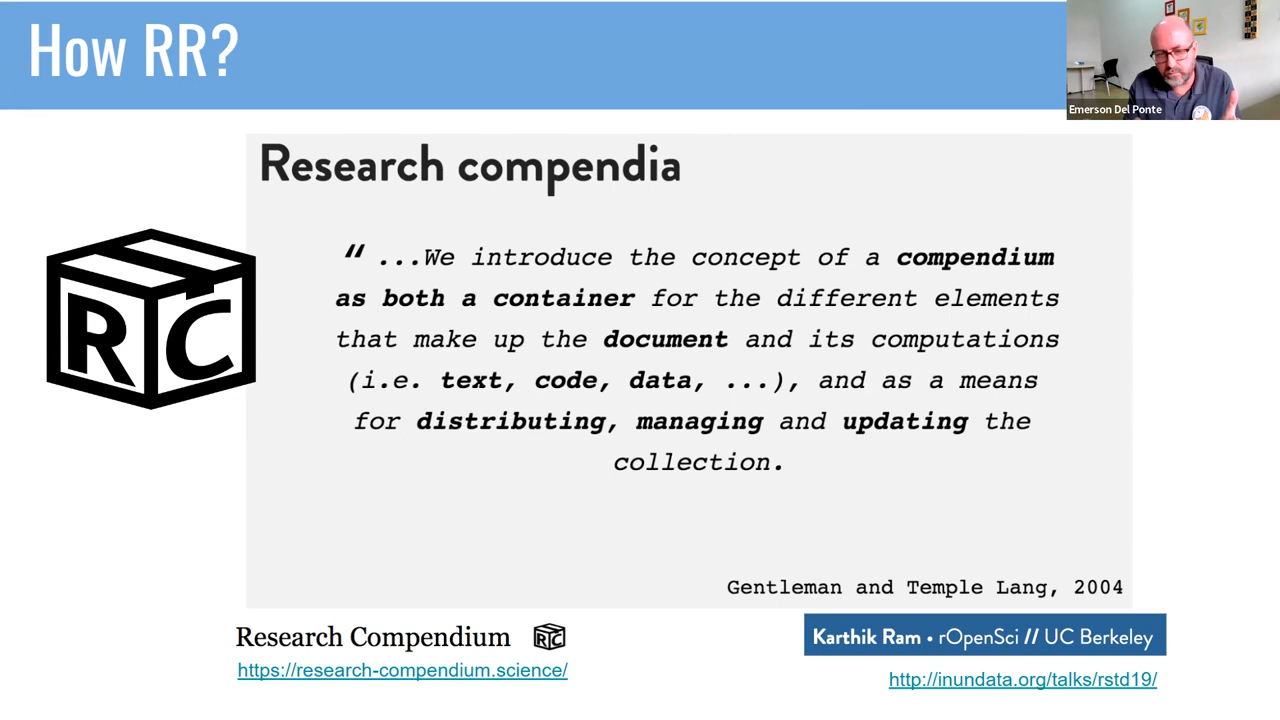 How RR?
Emerson Del Ponte
Research compendia
“ ...We introduce the concept of a compendium
as both a container for the different elements
that make up the document and its computations
(i.e. text, code, data, ...), and as a means
for distributing, managing and updating the
collection.
RC
Gentleman and Temple Lang, 2004
Research Compendium RC
https://research-compendium.science/
Karthik Ram • rOpenSci // UC Berkeley
http://inundata.org/talks/rstd19/